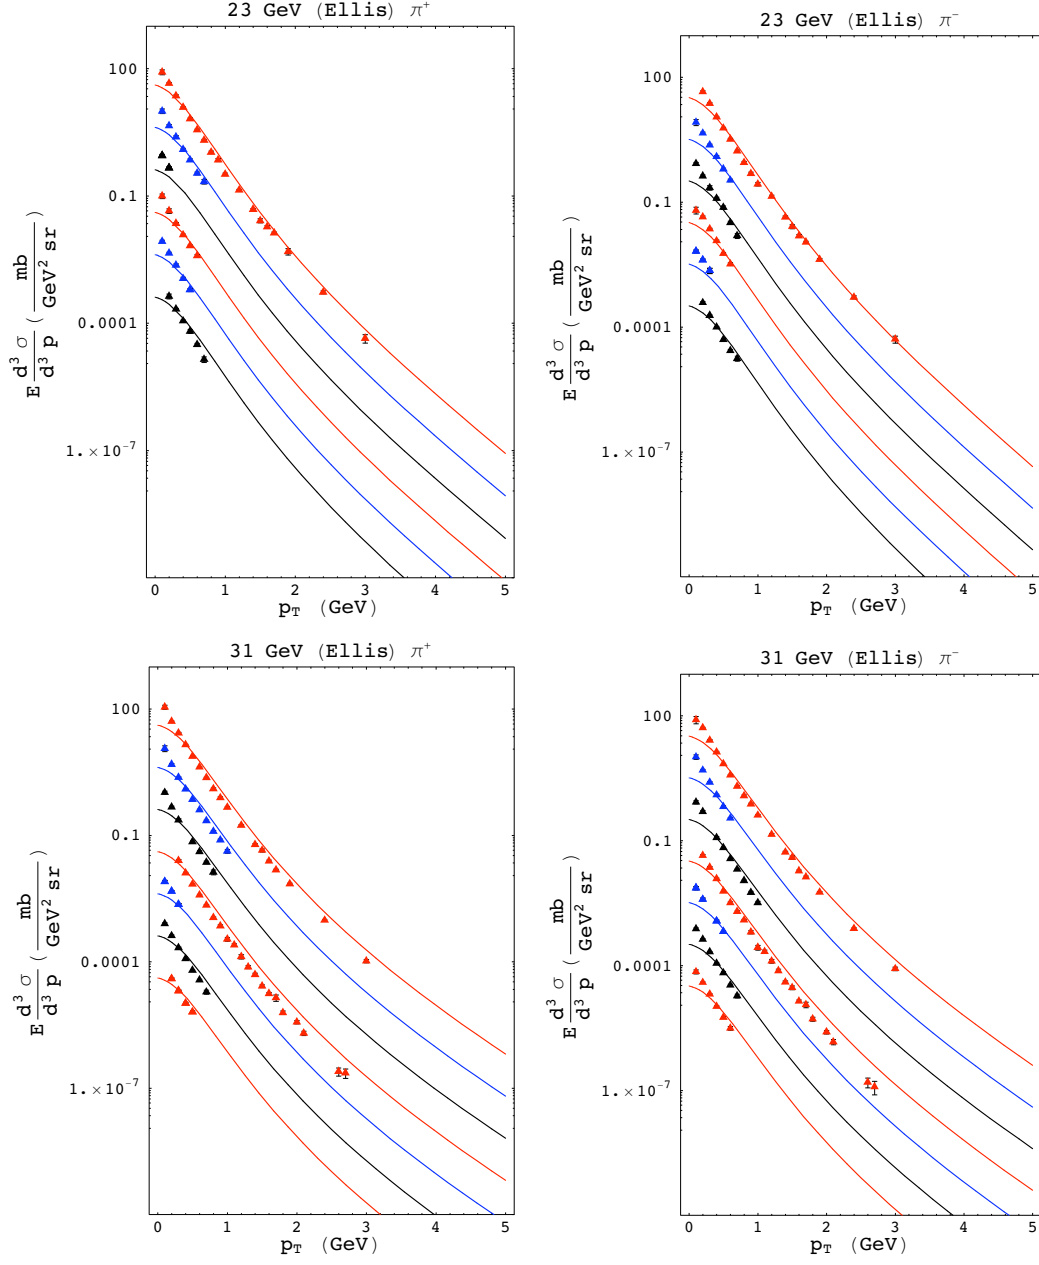 23 GeV (Ellis) π⁺
100
0.1
0.0001
1.×10⁻⁷
E d³σ/d³p ( mb/GeV² sr )
0 1 2 3 4 5
p_T (GeV)
23 GeV (Ellis) π⁻
100
0.1
0.0001
1.×10⁻⁷
E d³σ/d³p ( mb/GeV² sr )
0 1 2 3 4 5
p_T (GeV)
31 GeV (Ellis) π⁺
100
0.1
0.0001
1.×10⁻⁷
E d³σ/d³p ( mb/GeV² sr )
0 1 2 3 4 5
p_T (GeV)
31 GeV (Ellis) π⁻
100
0.1
0.0001
1.×10⁻⁷
E d³σ/d³p ( mb/GeV² sr )
0 1 2 3 4 5
p_T (GeV)